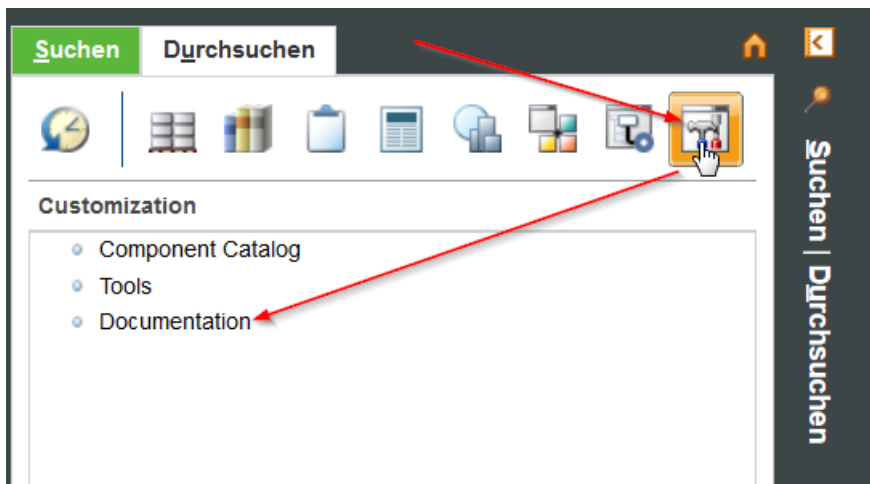 Suchen Durchsuchen
Customization
Component Catalog
Tools
Documentation
Suchen | Durchsuchen